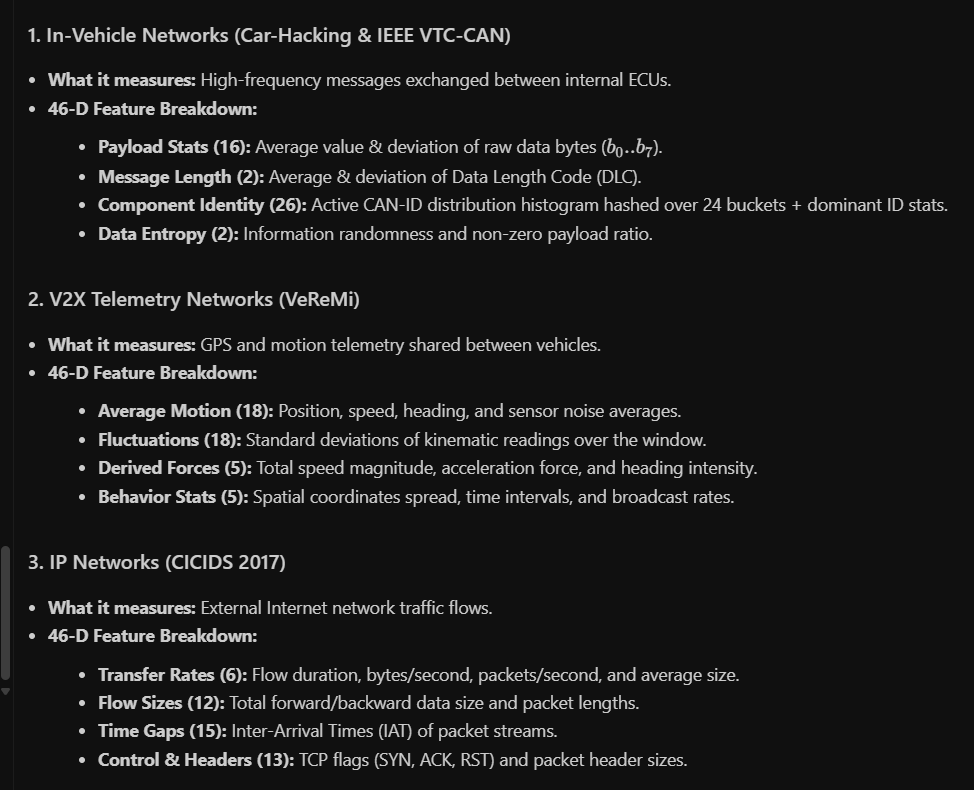 1. In-Vehicle Networks (Car-Hacking & IEEE VTC-CAN)
• What it measures: High-frequency messages exchanged between internal ECUs.
• 46-D Feature Breakdown:
• Payload Stats (16): Average value & deviation of raw data bytes (b₀..b₇).
• Message Length (2): Average & deviation of Data Length Code (DLC).
• Component Identity (26): Active CAN-ID distribution histogram hashed over 24 buckets + dominant ID stats.
• Data Entropy (2): Information randomness and non-zero payload ratio.
2. V2X Telemetry Networks (VeReMi)
• What it measures: GPS and motion telemetry shared between vehicles.
• 46-D Feature Breakdown:
• Average Motion (18): Position, speed, heading, and sensor noise averages.
• Fluctuations (18): Standard deviations of kinematic readings over the window.
• Derived Forces (5): Total speed magnitude, acceleration force, and heading intensity.
• Behavior Stats (5): Spatial coordinates spread, time intervals, and broadcast rates.
3. IP Networks (CICIDS 2017)
• What it measures: External Internet network traffic flows.
• 46-D Feature Breakdown:
• Transfer Rates (6): Flow duration, bytes/second, packets/second, and average size.
• Flow Sizes (12): Total forward/backward data size and packet lengths.
• Time Gaps (15): Inter-Arrival Times (IAT) of packet streams.
• Control & Headers (13): TCP flags (SYN, ACK, RST) and packet header sizes.